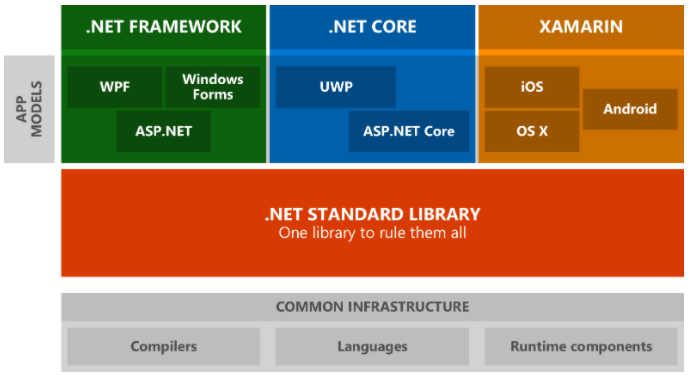 .NET FRAMEWORK
.NET CORE
XAMARIN
APP
MODELS
WPF
Windows
Forms
ASP.NET
UWP
ASP.NET Core
iOS
OS X
Android
.NET STANDARD LIBRARY
One library to rule them all
COMMON INFRASTRUCTURE
Compilers
Languages
Runtime components